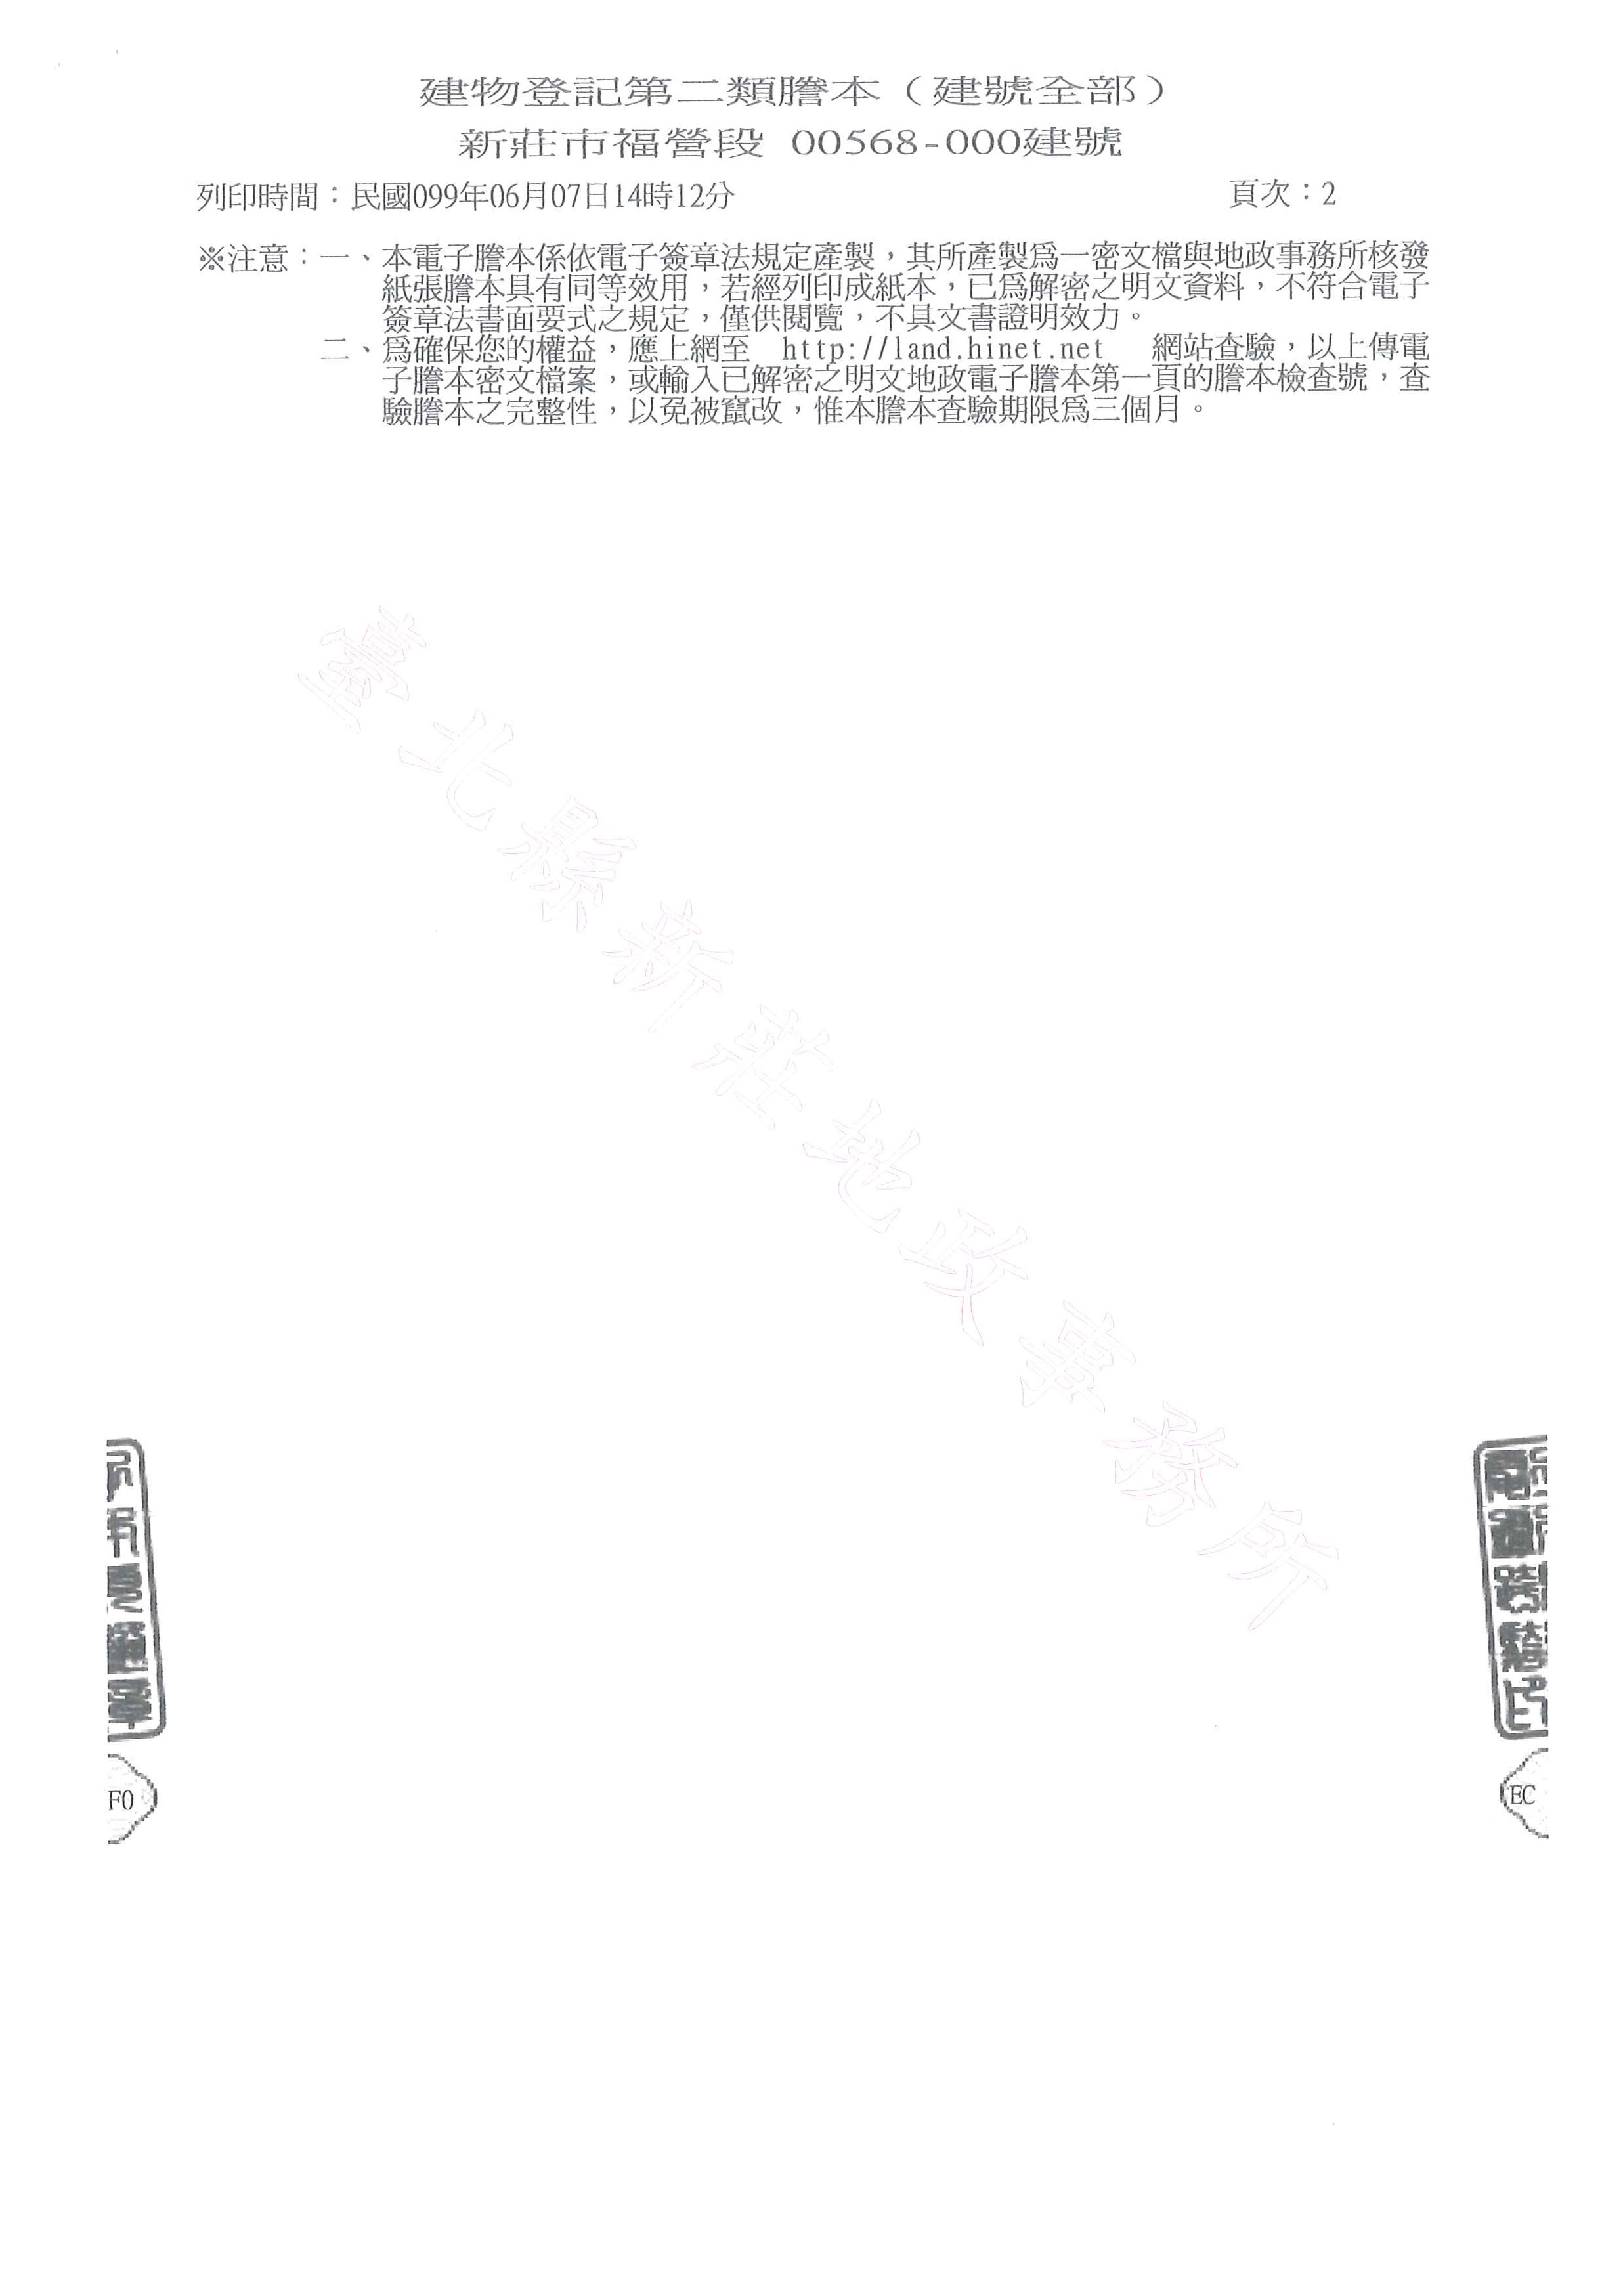 建物登記第二類謄本（建號全部）
新莊市福營段 00568-000建號
列印時間：民國099年06月07日14時12分 頁次：2
※注意：一、本電子謄本係依電子簽章法規定產製，其所產製為一密文檔與地政事務所核發
紙張謄本具有同等效用，若經列印成紙本，已為解密之明文資料，不符合電子
簽章法書面要式之規定，僅供閱覽，不具文書證明效力。
二、為確保您的權益，應上網至 http://land.hinet.net 網站查驗，以上傳電
子謄本密文檔案，或輸入已解密之明文地政電子謄本第一頁的謄本檢查號，查
驗謄本之完整性，以免被竄改，惟本謄本查驗期限為三個月。
臺北縣新莊地政事務所
跨
騎
印
章
F0
EC